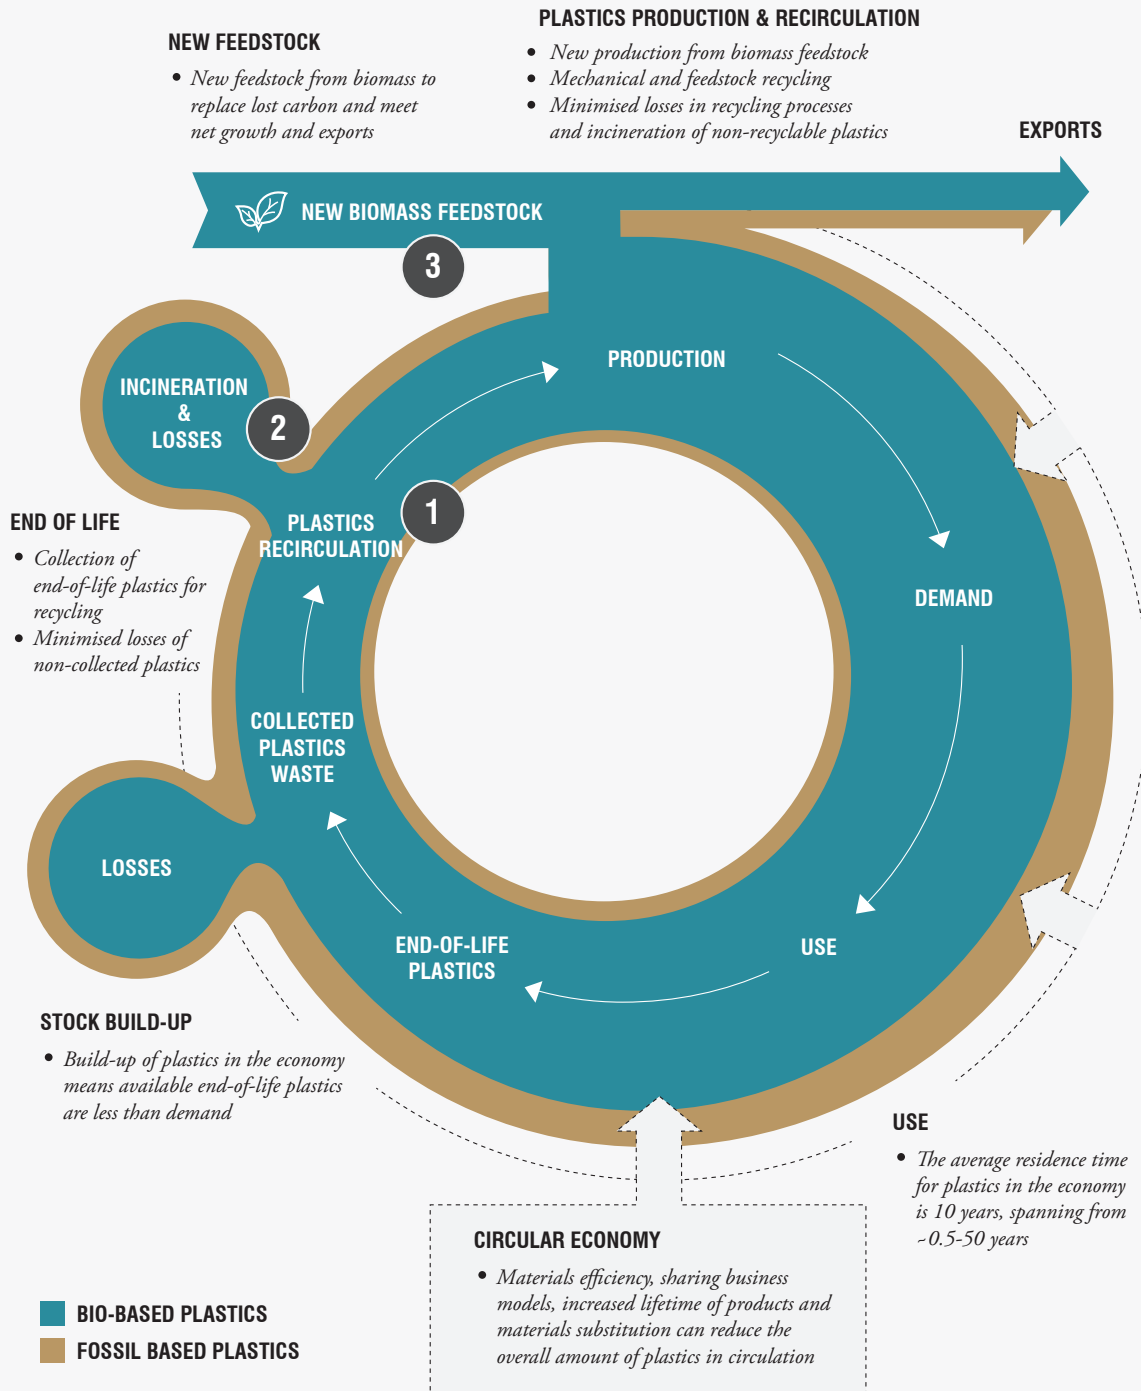 PLASTICS PRODUCTION & RECIRCULATION
• New production from biomass feedstock
• Mechanical and feedstock recycling
• Minimised losses in recycling processes
and incineration of non-recyclable plastics
NEW FEEDSTOCK
• New feedstock from biomass to
replace lost carbon and meet
net growth and exports
EXPORTS
NEW BIOMASS FEEDSTOCK
3
PRODUCTION
INCINERATION
&
LOSSES
2
1
PLASTICS
RECIRCULATION
END OF LIFE
• Collection of
end-of-life plastics for
recycling
• Minimised losses of
non-collected plastics
DEMAND
COLLECTED
PLASTICS
WASTE
LOSSES
END-OF-LIFE
PLASTICS
USE
STOCK BUILD-UP
• Build-up of plastics in the economy
means available end-of-life plastics
are less than demand
USE
• The average residence time
for plastics in the economy
is 10 years, spanning from
~0.5-50 years
CIRCULAR ECONOMY
• Materials efficiency, sharing business
models, increased lifetime of products and
materials substitution can reduce the
overall amount of plastics in circulation
BIO-BASED PLASTICS
FOSSIL BASED PLASTICS